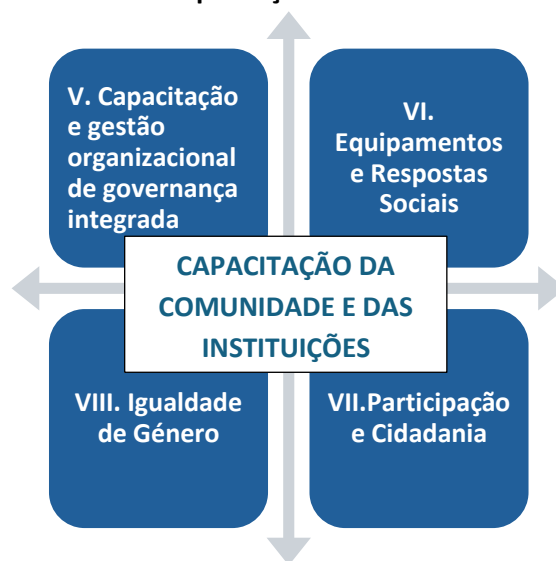 V. Capacitação
e gestão
organizacional
de governança
integrada
VI.
Equipamentos
e Respostas
Sociais
CAPACITAÇÃO DA
COMUNIDADE E DAS
INSTITUIÇÕES
VIII. Igualdade
de Género
VII.Participação
e Cidadania